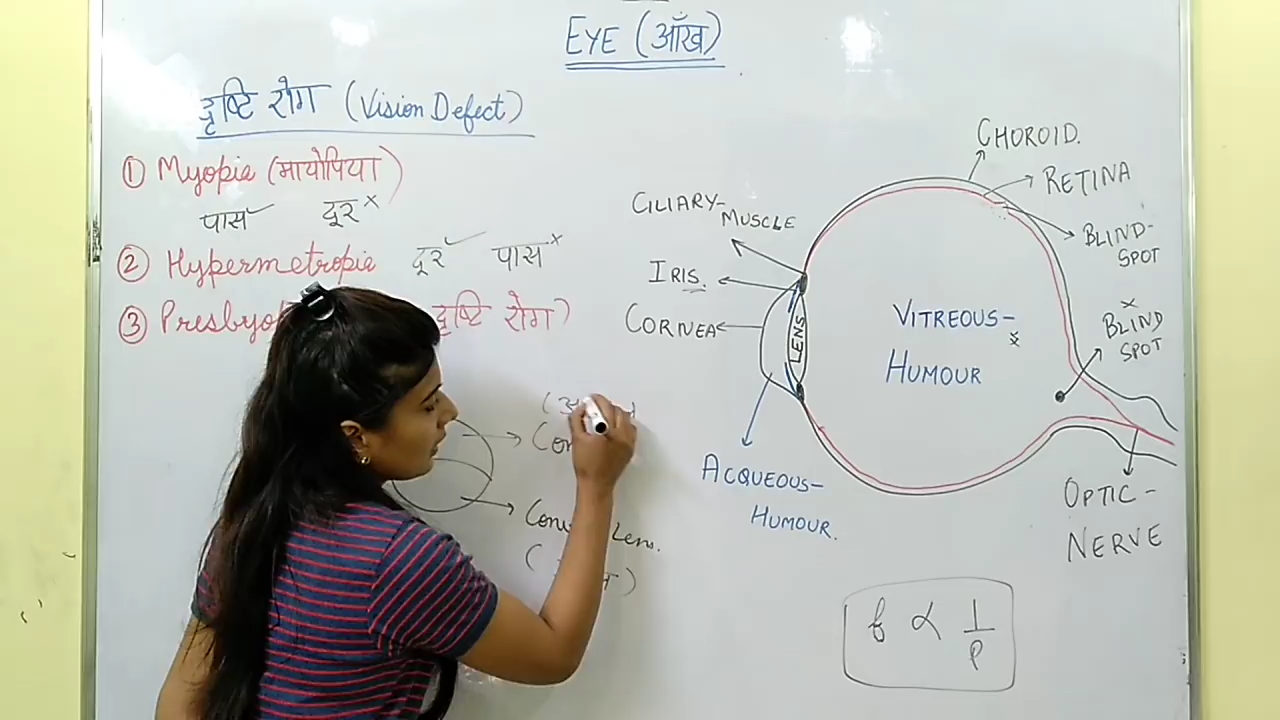 EYE (आँख)
दृष्टि रोग (Vision Defect)
① Myopia (मायोपिया)
पास ✓ दूर ×
② Hypermetropia दूर ✓ पास ×
③ दृष्टि रोग)
Lens.
CHOROID.
RETINA
BLIND-
SPOT
× BLIND
SPOT
CILIARY-
MUSCLE
IRIS.
CORNEA
LENS
VITREOUS-
HUMOUR
ACQUEOUS-
HUMOUR.
OPTIC-
NERVE
f ∝ 1/P